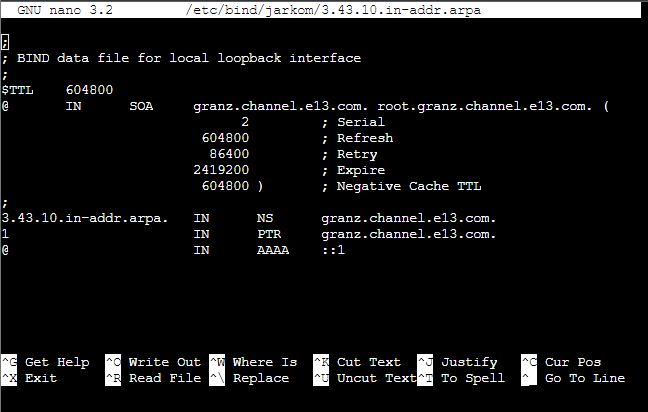 GNU nano 3.2 /etc/bind/jarkom/3.43.10.in-addr.arpa
;
; BIND data file for local loopback interface
;
$TTL 604800
@ IN SOA granz.channel.e13.com. root.granz.channel.e13.com. (
2 ; Serial
604800 ; Refresh
86400 ; Retry
2419200 ; Expire
604800 ) ; Negative Cache TTL
;
3.43.10.in-addr.arpa. IN NS granz.channel.e13.com.
1 IN PTR granz.channel.e13.com.
@ IN AAAA ::1
^G Get Help ^O Write Out ^W Where Is ^K Cut Text ^J Justify ^C Cur Pos
^X Exit ^R Read File ^\ Replace ^U Uncut Text ^T To Spell ^_ Go To Line